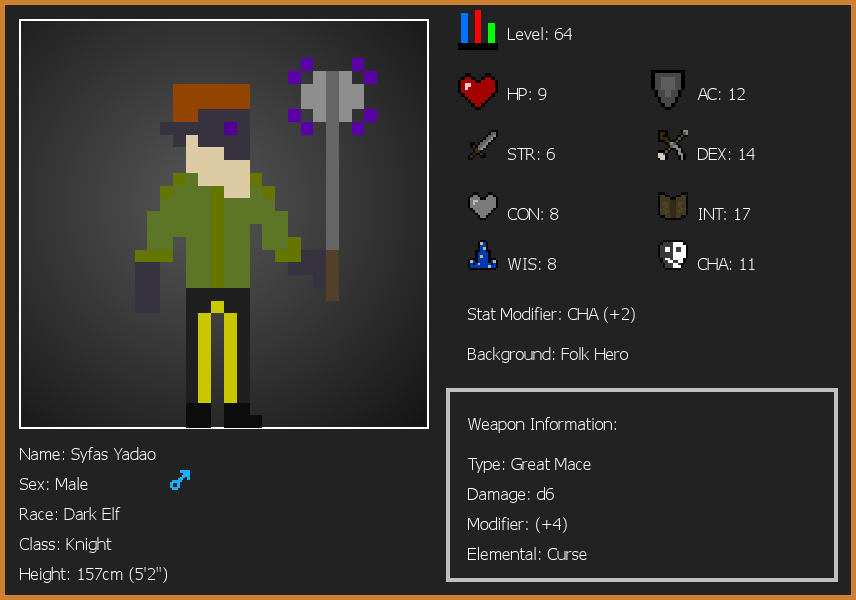 Level: 64
HP: 9
AC: 12
STR: 6
DEX: 14
CON: 8
INT: 17
WIS: 8
CHA: 11
Stat Modifier: CHA (+2)
Background: Folk Hero
Weapon Information:
Type: Great Mace
Damage: d6
Modifier: (+4)
Elemental: Curse
Name: Syfas Yadao
Sex: Male
Race: Dark Elf
Class: Knight
Height: 157cm (5'2")